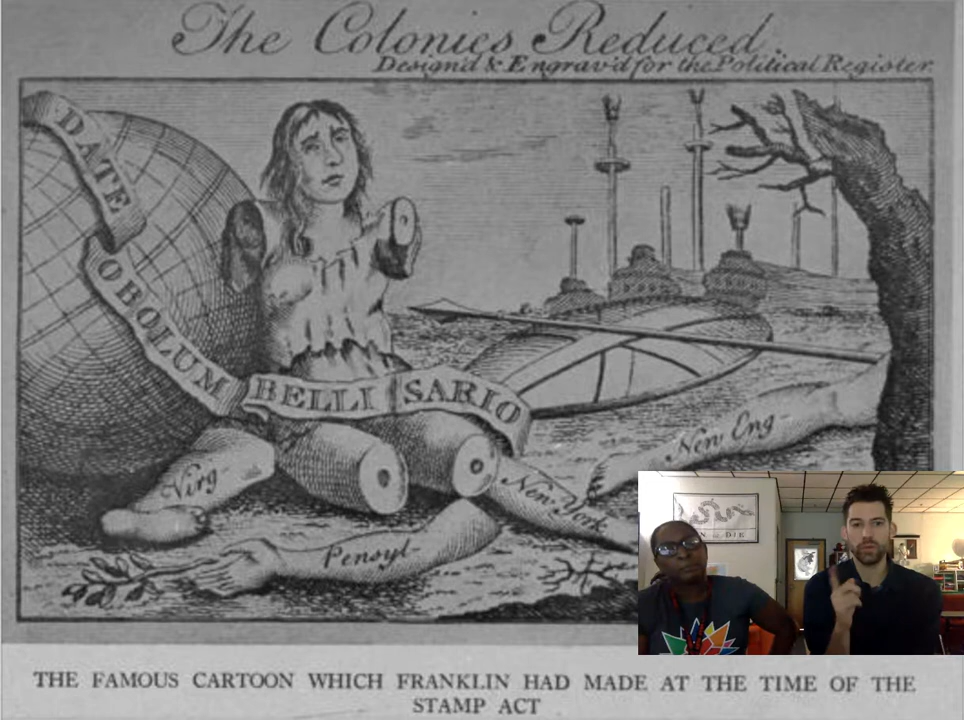 The Colonies Reduced.
Design'd & Engrav'd for the Political Register.
DATE
OBOLUM
BELLI SARIO
Virg-
New York
New Eng-
Pensyl-
DIE
THE FAMOUS CARTOON WHICH FRANKLIN HAD MADE AT THE TIME OF THE
STAMP ACT